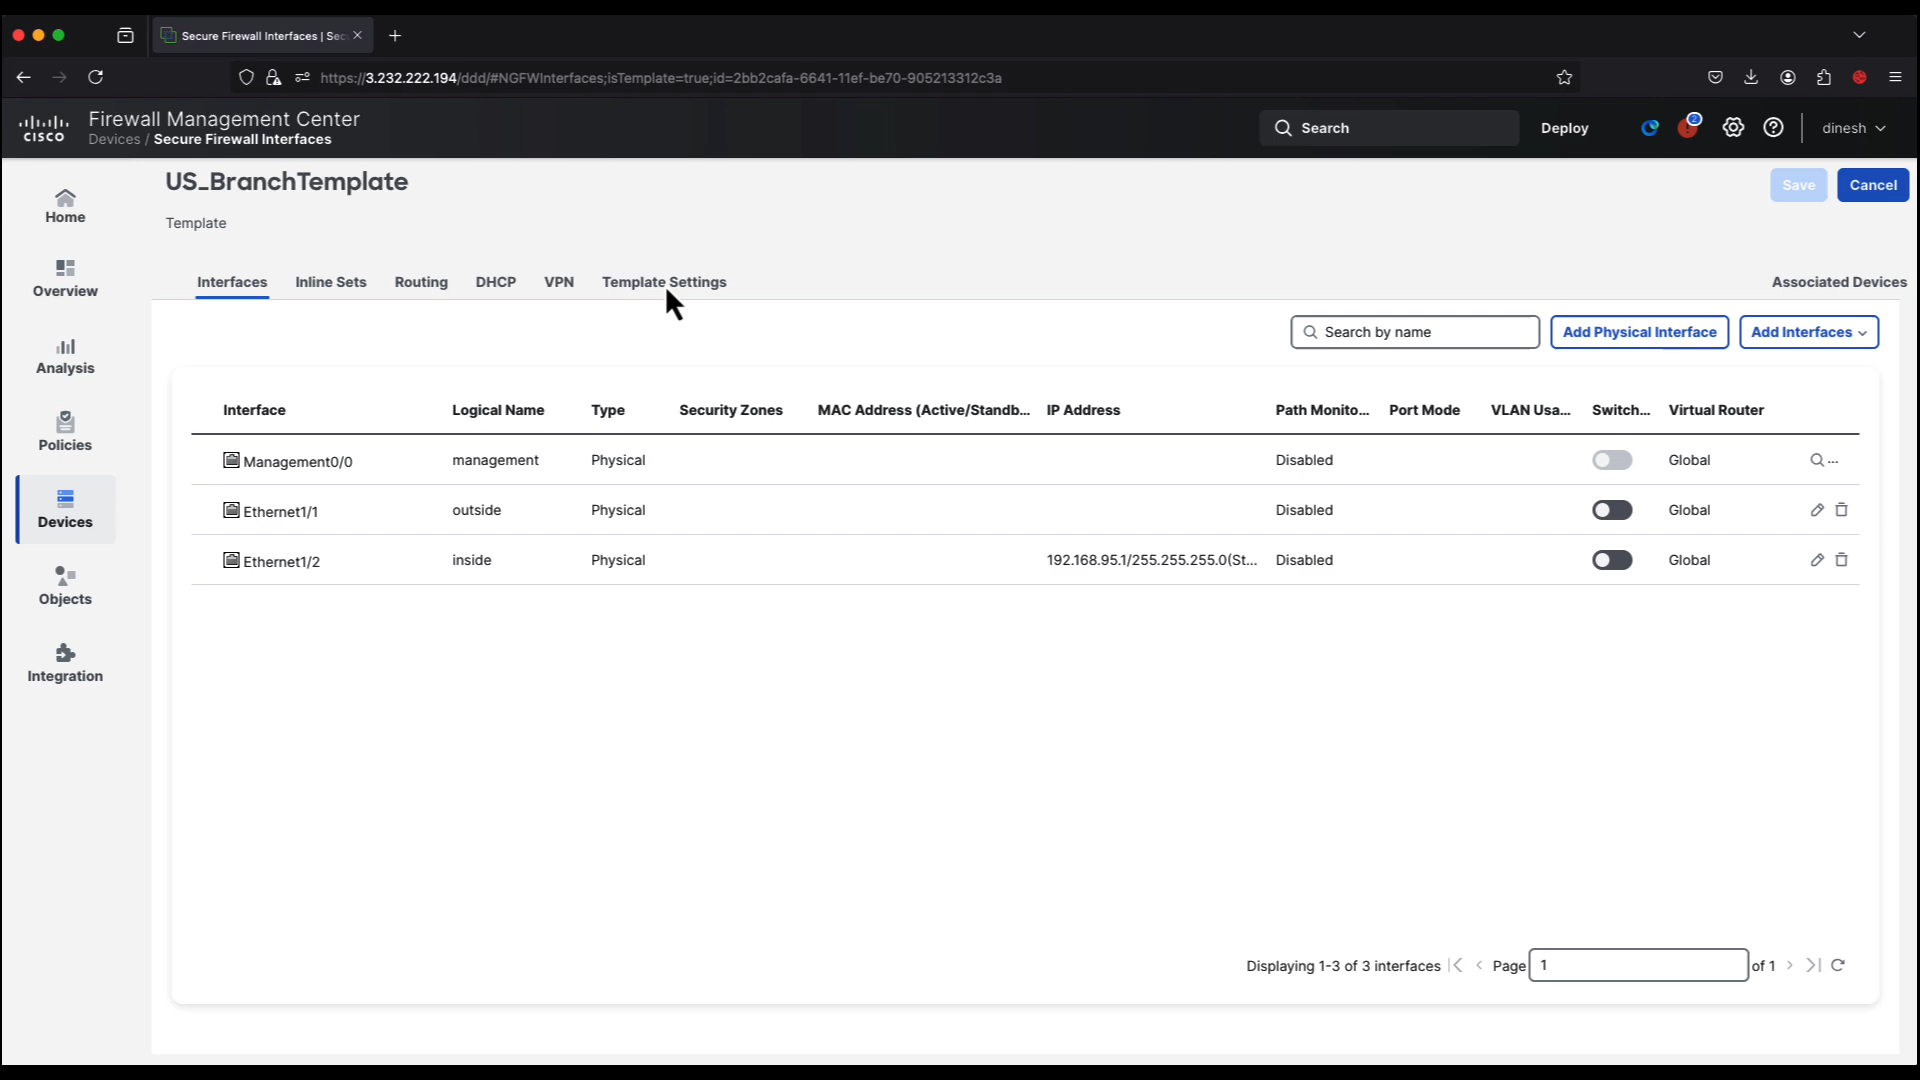 Secure Firewall Interfaces | Sec
https://3.232.222.194/ddd/#NGFWInterfaces;isTemplate=true;id=2bb2cafa-6641-11ef-be70-905213312c3a
CISCO
Firewall Management Center
Devices / Secure Firewall Interfaces
Search
Deploy
2
dinesh
Home
Overview
Analysis
Policies
Devices
Objects
Integration
US_BranchTemplate
Save
Cancel
Template
Interfaces
Inline Sets
Routing
DHCP
VPN
Template Settings
Associated Devices
Search by name
Add Physical Interface
Add Interfaces
Interface Logical Name Type Security Zones MAC Address (Active/Standb... IP Address Path Monito... Port Mode VLAN Usa... Switch... Virtual Router
Management0/0 management Physical Disabled Global ...
Ethernet1/1 outside Physical Disabled Global
Ethernet1/2 inside Physical 192.168.95.1/255.255.255.0(St... Disabled Global
Displaying 1-3 of 3 interfaces Page 1 of 1